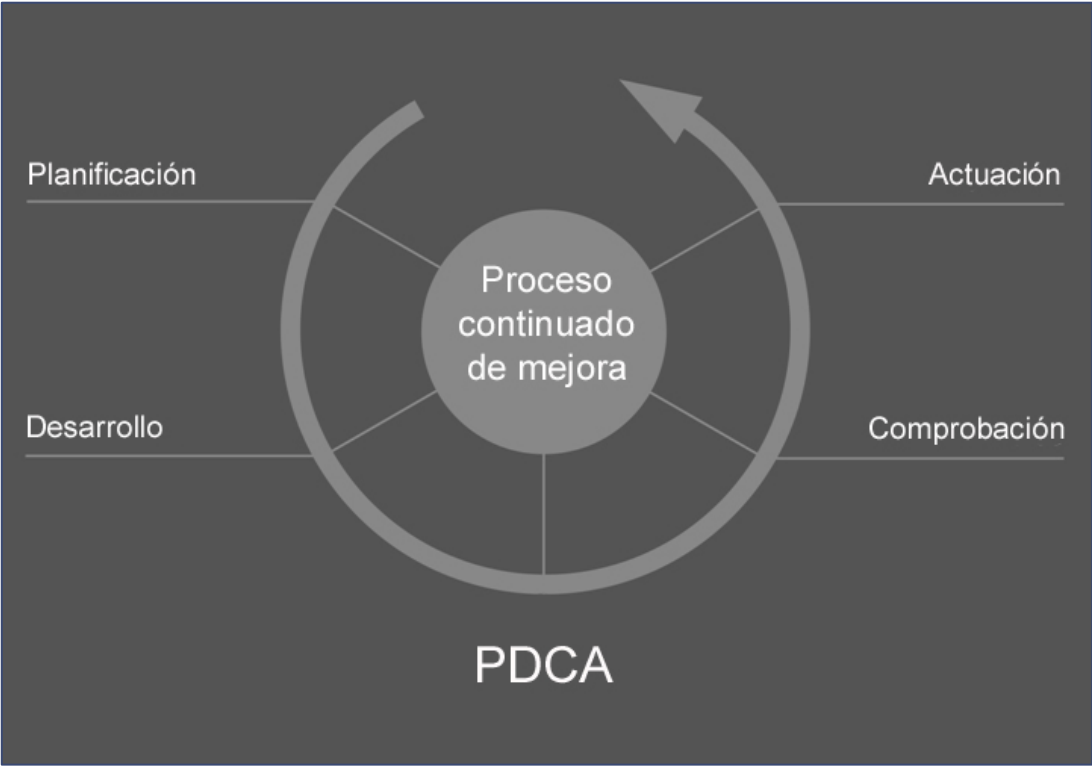 Planificación
Actuación
Proceso
continuado
de mejora
Desarrollo
Comprobación
PDCA